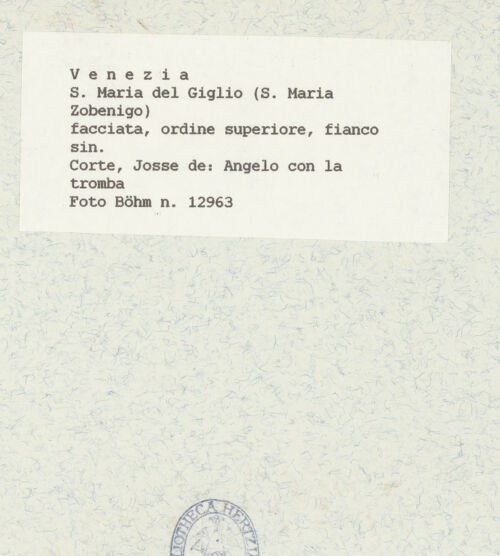 V e n e z i a
S. Maria del Giglio (S. Maria
Zobenigo)
facciata, ordine superiore, fianco
sin.
Corte, Josse de: Angelo con la
tromba
Foto Böhm n. 12963